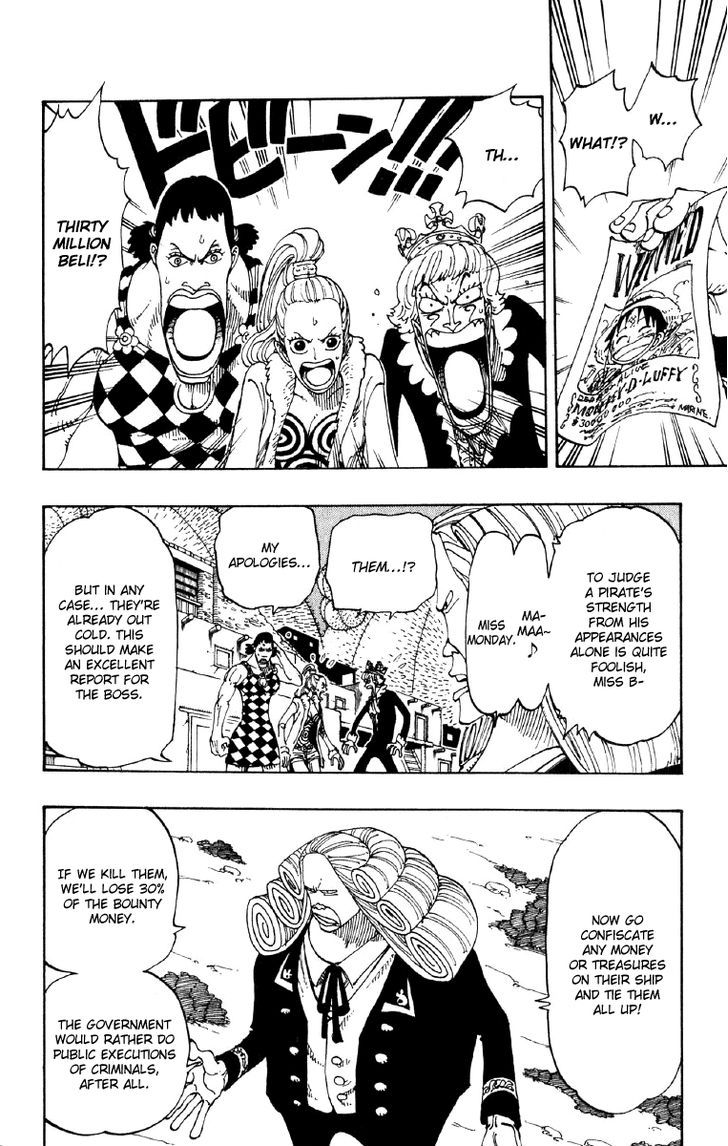 W...
WHAT!?
WANTED
TH...
ドビーン!!!
THIRTY
MILLION
BELI!?
TO JUDGE
A PIRATE'S
STRENGTH
FROM HIS
APPEARANCES
ALONE IS QUITE
FOOLISH,
MISS B-
MA-
MAA~
♪
MISS
MONDAY.
THEM...!?
MY
APOLOGIES...
BUT IN ANY
CASE... THEY'RE
ALREADY OUT
COLD. THIS
SHOULD MAKE
AN EXCELLENT
REPORT FOR
THE BOSS.
NOW GO
CONFISCATE
ANY MONEY
OR TREASURES
ON THEIR SHIP
AND TIE THEM
ALL UP!
IF WE KILL THEM,
WE'LL LOSE 30%
OF THE BOUNTY
MONEY.
THE GOVERNMENT
WOULD RATHER DO
PUBLIC EXECUTIONS
OF CRIMINALS,
AFTER ALL.